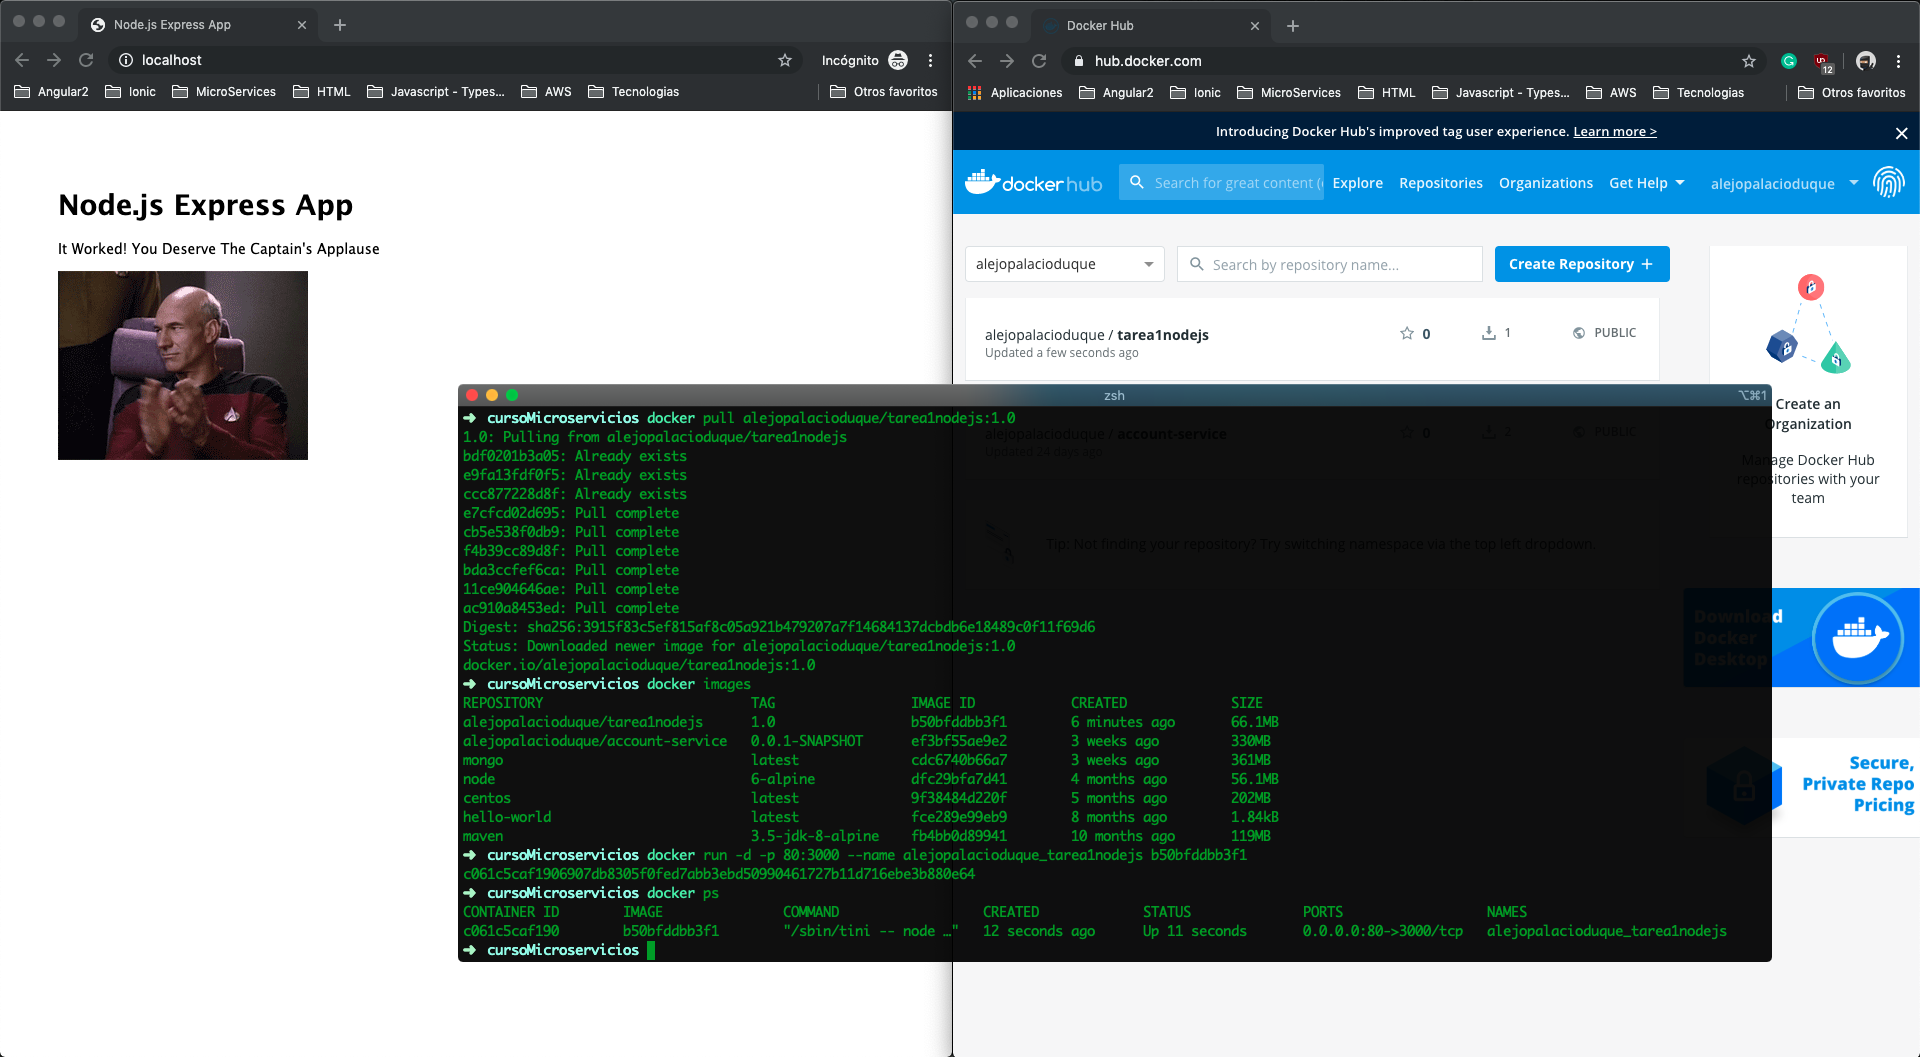 Node.js Express App
localhost
Incógnito
Angular2
Ionic
MicroServices
HTML
Javascript - Types...
AWS
Tecnologias
Otros favoritos
Node.js Express App
It Worked! You Deserve The Captain's Applause
Docker Hub
hub.docker.com
12
Aplicaciones
Angular2
Ionic
MicroServices
HTML
Javascript - Types...
AWS
Tecnologias
Otros favoritos
Introducing Docker Hub's improved tag user experience. Learn more >
docker hub
Search for great content (
Explore
Repositories
Organizations
Get Help
alejopalacioduque
alejopalacioduque
Search by repository name...
Create Repository +
alejopalacioduque / tarea1nodejs
0
1
PUBLIC
Updated a few seconds ago
alejopalacioduque / account-service
0
2
PUBLIC
Updated 24 days ago
Tip: Not finding your repository? Try switching namespace via the top left dropdown.
Create an
Organization
Manage Docker Hub
repositories with your
team
Download
Docker
Desktop
Secure,
Private Repo
Pricing
zsh
⌥⌘1
➜ cursoMicroservicios docker pull alejopalacioduque/tarea1nodejs:1.0
1.0: Pulling from alejopalacioduque/tarea1nodejs
bdf0201b3a05: Already exists
e9fa13fdf0f5: Already exists
ccc877228d8f: Already exists
e7cfcd02d695: Pull complete
cb5e538f0db9: Pull complete
f4b39cc89d8f: Pull complete
bda3ccfef6ca: Pull complete
11ce904646ae: Pull complete
ac910a8453ed: Pull complete
Digest: sha256:3915f83c5ef815af8c05a921b479207a7f14684137dcbdb6e18489c0f11f69d6
Status: Downloaded newer image for alejopalacioduque/tarea1nodejs:1.0
docker.io/alejopalacioduque/tarea1nodejs:1.0
➜ cursoMicroservicios docker images
REPOSITORY TAG IMAGE ID CREATED SIZE
alejopalacioduque/tarea1nodejs 1.0 b50bfddbb3f1 6 minutes ago 66.1MB
alejopalacioduque/account-service 0.0.1-SNAPSHOT ef3bf55ae9e2 3 weeks ago 330MB
mongo latest cdc6740b66a7 3 weeks ago 361MB
node 6-alpine dfc29bfa7d41 4 months ago 56.1MB
centos latest 9f38484d220f 5 months ago 202MB
hello-world latest fce289e99eb9 8 months ago 1.84kB
maven 3.5-jdk-8-alpine fb4bb0d89941 10 months ago 119MB
➜ cursoMicroservicios docker run -d -p 80:3000 --name alejopalacioduque_tarea1nodejs b50bfddbb3f1
c061c5caf1906907db8305f0fed7abb3ebd50990461727b11d716ebe3b880e64
➜ cursoMicroservicios docker ps
CONTAINER ID IMAGE COMMAND CREATED STATUS PORTS NAMES
c061c5caf190 b50bfddbb3f1 "/sbin/tini -- node …" 12 seconds ago Up 11 seconds 0.0.0.0:80->3000/tcp alejopalacioduque_tarea1nodejs
➜ cursoMicroservicios